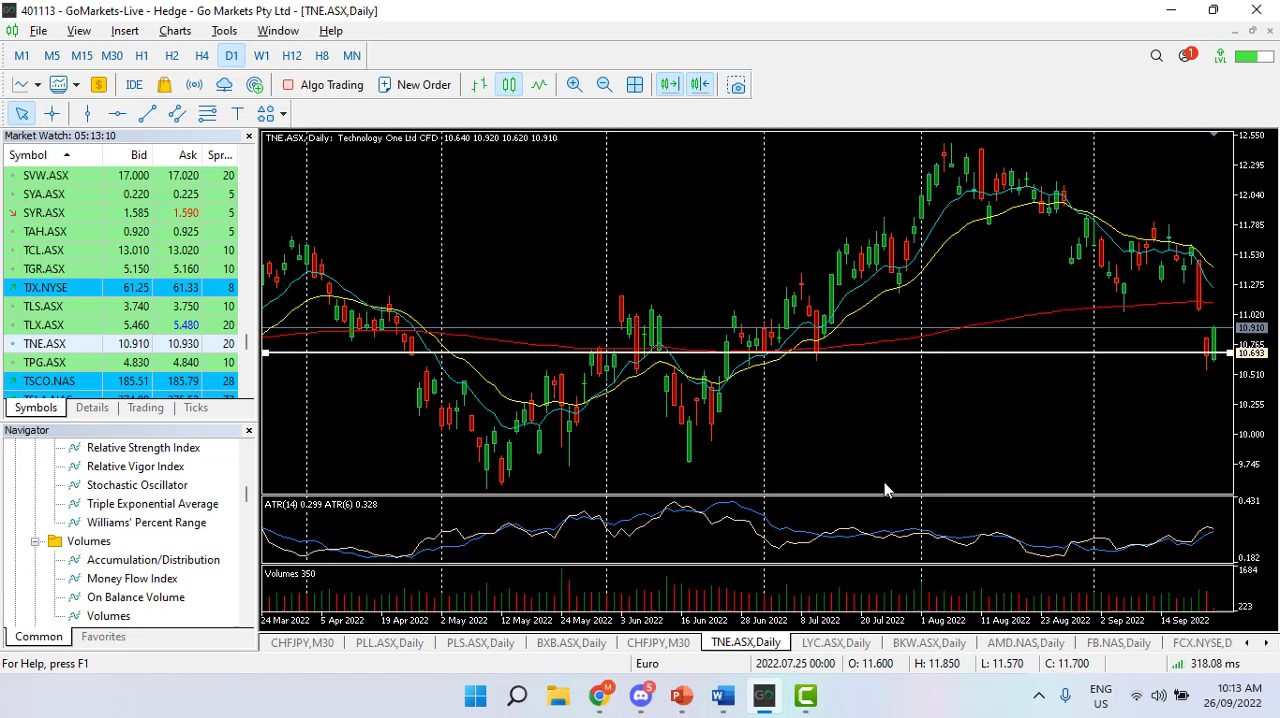 401113 - GoMarkets-Live - Hedge - Go Markets Pty Ltd - [TNE.ASX,Daily]
File View Insert Charts Tools Window Help
M1 M5 M15 M30 H1 H2 H4 D1 W1 H12 H8 MN
1 LVL
$ IDE Algo Trading New Order
T
Market Watch: 05:13:10
Symbol Bid Ask Spr...
SVW.ASX 17.000 17.020 20
SYA.ASX 0.220 0.225 5
SYR.ASX 1.585 1.590 5
TAH.ASX 0.920 0.925 5
TCL.ASX 13.010 13.020 10
TGR.ASX 5.150 5.160 10
TJX.NYSE 61.25 61.33 8
TLS.ASX 3.740 3.750 10
TLX.ASX 5.460 5.480 20
TNE.ASX 10.910 10.930 20
TPG.ASX 4.830 4.840 10
TSCO.NAS 185.51 185.79 28
Symbols Details Trading Ticks
Navigator
Relative Strength Index
Relative Vigor Index
Stochastic Oscillator
Triple Exponential Average
Williams' Percent Range
Volumes
Accumulation/Distribution
Money Flow Index
On Balance Volume
Volumes
Common Favorites
TNE.ASX,Daily: Technology One Ltd CFD 10.640 10.920 10.620 10.910
12.550
12.295
12.040
11.785
11.530
11.275
11.020
10.910
10.765
10.693
10.510
10.255
10.000
9.745
ATR(14) 0.299 ATR(6) 0.328
0.431
0.182
Volumes 350
1684
223
24 Mar 2022 5 Apr 2022 19 Apr 2022 2 May 2022 12 May 2022 24 May 2022 3 Jun 2022 16 Jun 2022 28 Jun 2022 8 Jul 2022 20 Jul 2022 1 Aug 2022 11 Aug 2022 23 Aug 2022 2 Sep 2022 14 Sep 2022
CHFJPY,M30 PLL.ASX,Daily PLS.ASX,Daily BXB.ASX,Daily CHFJPY,M30 TNE.ASX,Daily LYC.ASX,Daily BKW.ASX,Daily AMD.NAS,Daily FB.NAS,Daily FCX.NYSE,D
For Help, press F1 Euro 2022.07.25 00:00 O: 11.600 H: 11.850 L: 11.570 C: 11.700 318.08 ms
M 5 P W GO C
ENG
US
10:13 AM
26/09/2022